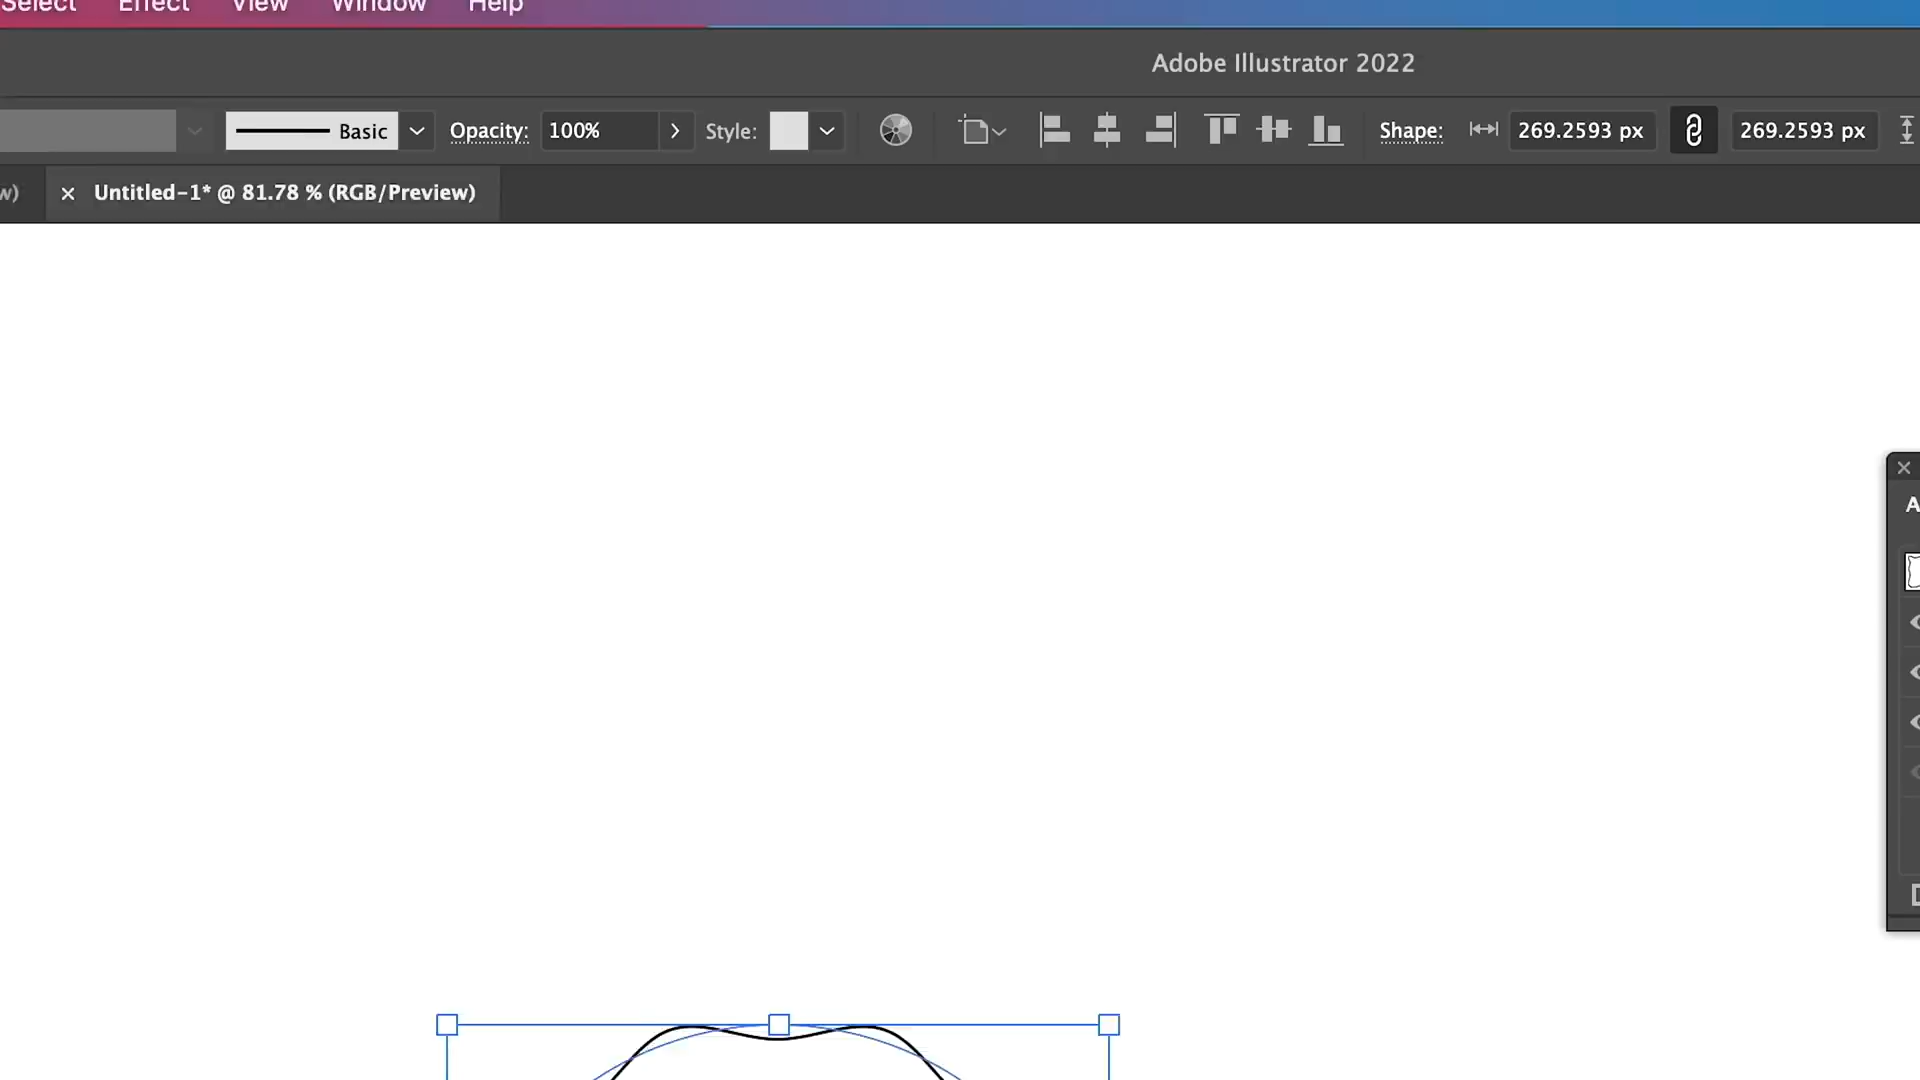 Select Effect View Window Help
Adobe Illustrator 2022
Basic Opacity: 100% Style: Shape: 269.2593 px 269.2593 px
w) × Untitled-1* @ 81.78 % (RGB/Preview)
A